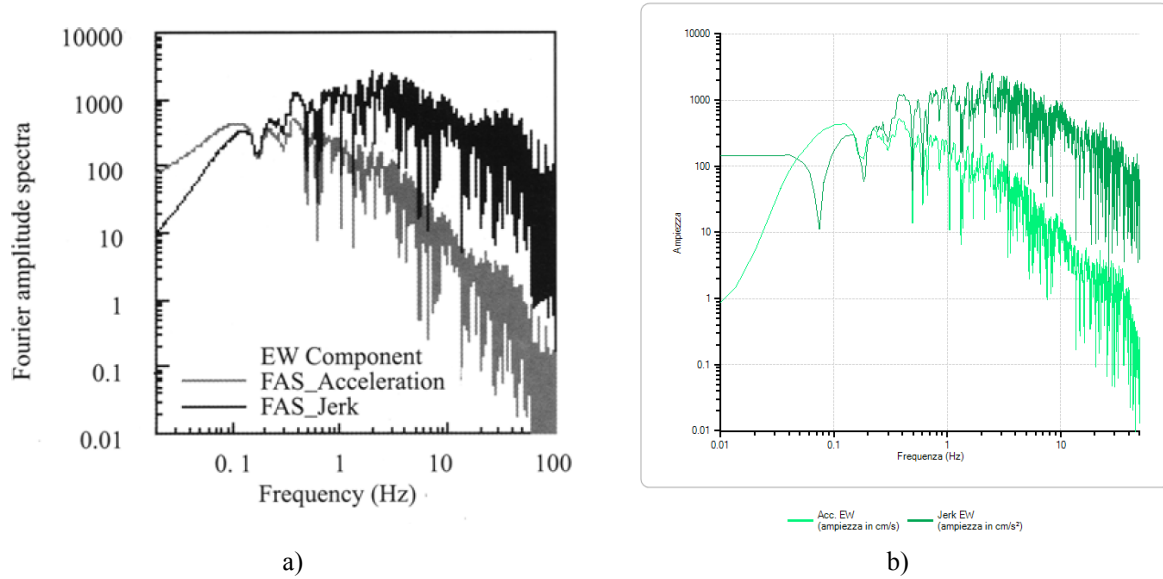 10000
1000
100
10
1
0.1
0.01
Fourier amplitude spectra
EW Component
FAS_Acceleration
FAS_Jerk
0. 1
1
10
100
Frequency (Hz)
a)
10000
1000
100
10
1
0.1
0.01
Ampiezza
0.01
0.1
1
10
Frequenza (Hz)
Acc. EW
(ampiezza in cm/s)
Jerk EW
(ampiezza in cm/s²)
b)